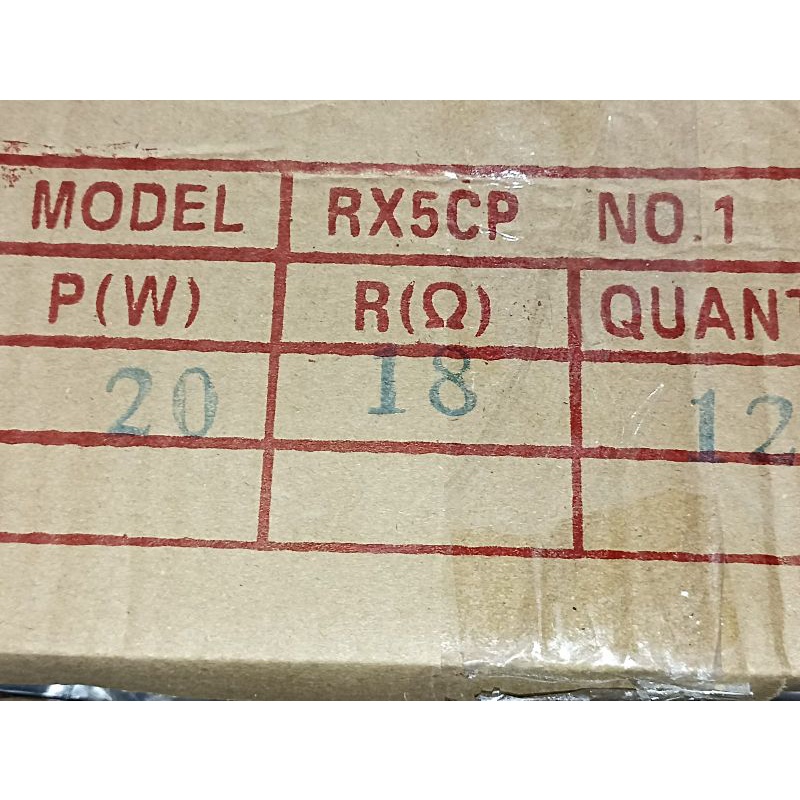 MODEL RX5CP NO.1
P(W) R(Ω) QUANT
20 18 12